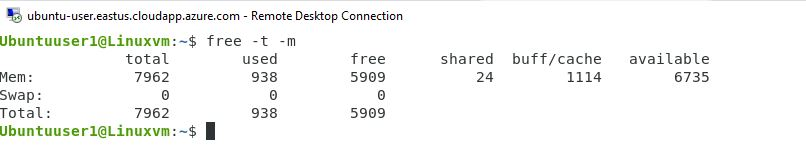 ubuntu-user.eastus.cloudapp.azure.com - Remote Desktop Connection
Ubuntuuser1@Linuxvm:~$ free -t -m
total used free shared buff/cache available
Mem: 7962 938 5909 24 1114 6735
Swap: 0 0 0
Total: 7962 938 5909
Ubuntuuser1@Linuxvm:~$